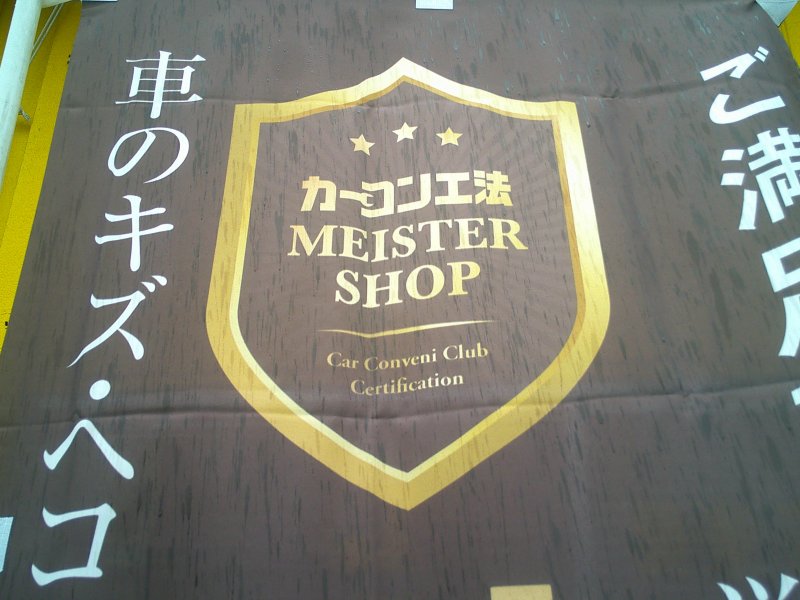 ご満足
車のキズ・ヘコ
カーコン工法
MEISTER
SHOP
Car Conveni Club
Certification